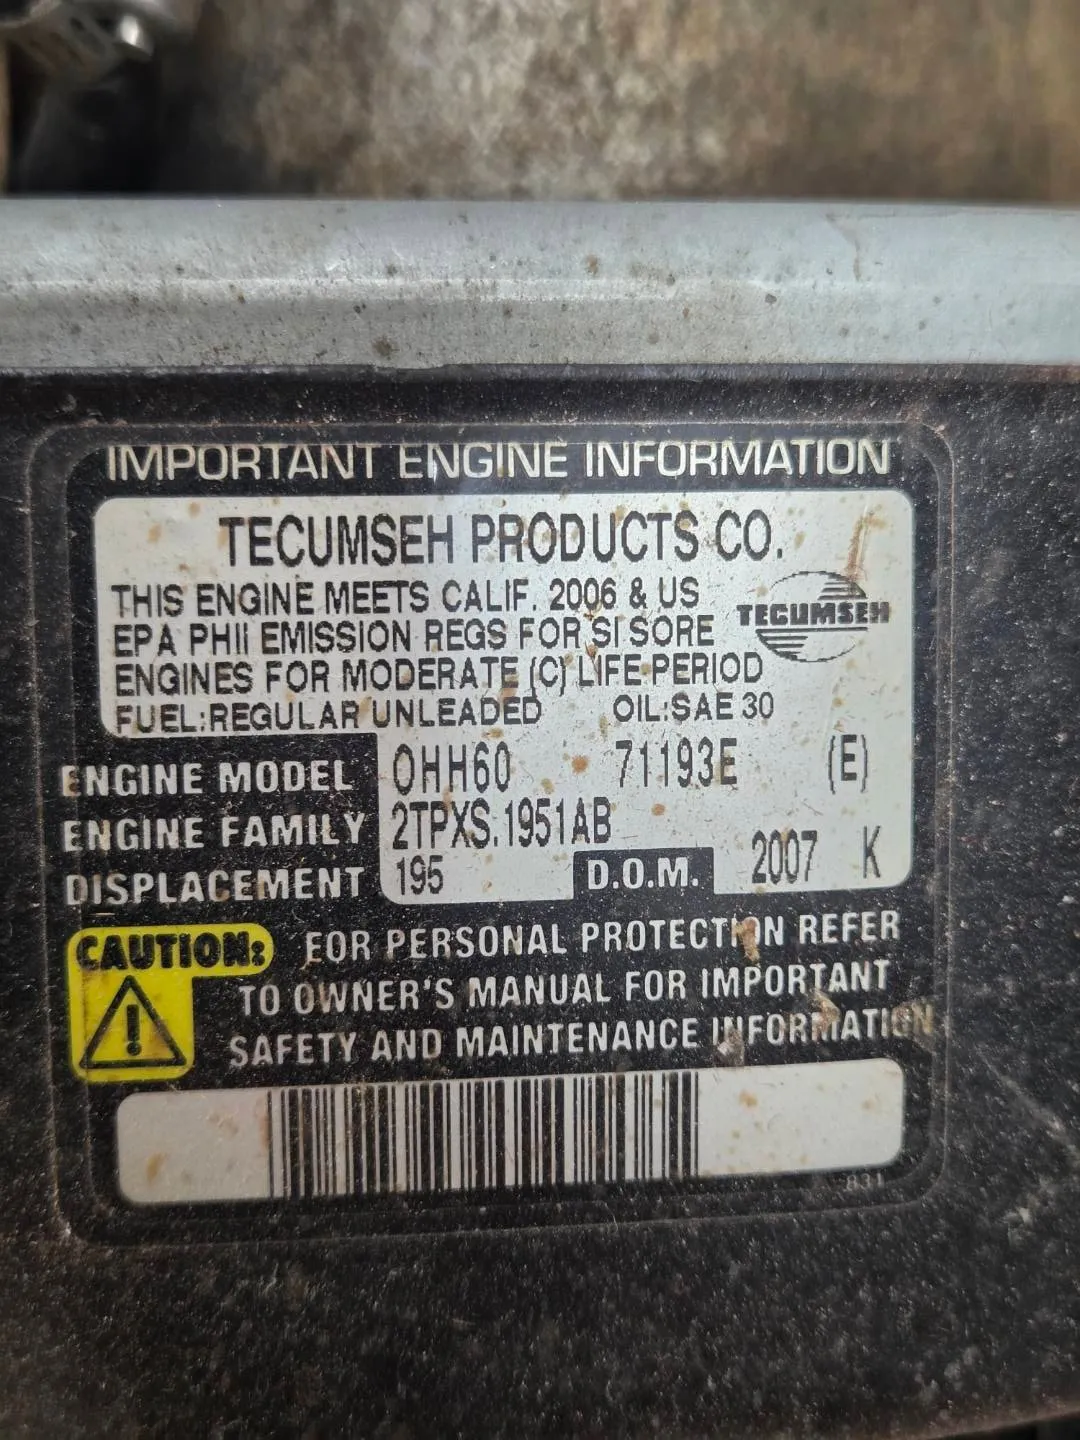 IMPORTANT ENGINE INFORMATION
TECUMSEH PRODUCTS CO.
THIS ENGINE MEETS CALIF. 2006 & US
EPA PHII EMISSION REGS FOR SI SORE
ENGINES FOR MODERATE (C) LIFE PERIOD
FUEL:REGULAR UNLEADED OIL:SAE 30
TECUMSEH
ENGINE MODEL OHH60 71193E (E)
ENGINE FAMILY 2TPXS.1951AB
DISPLACEMENT 195 D.O.M. 2007 K
CAUTION: FOR PERSONAL PROTECTION REFER
TO OWNER'S MANUAL FOR IMPORTANT
SAFETY AND MAINTENANCE INFORMATION
831